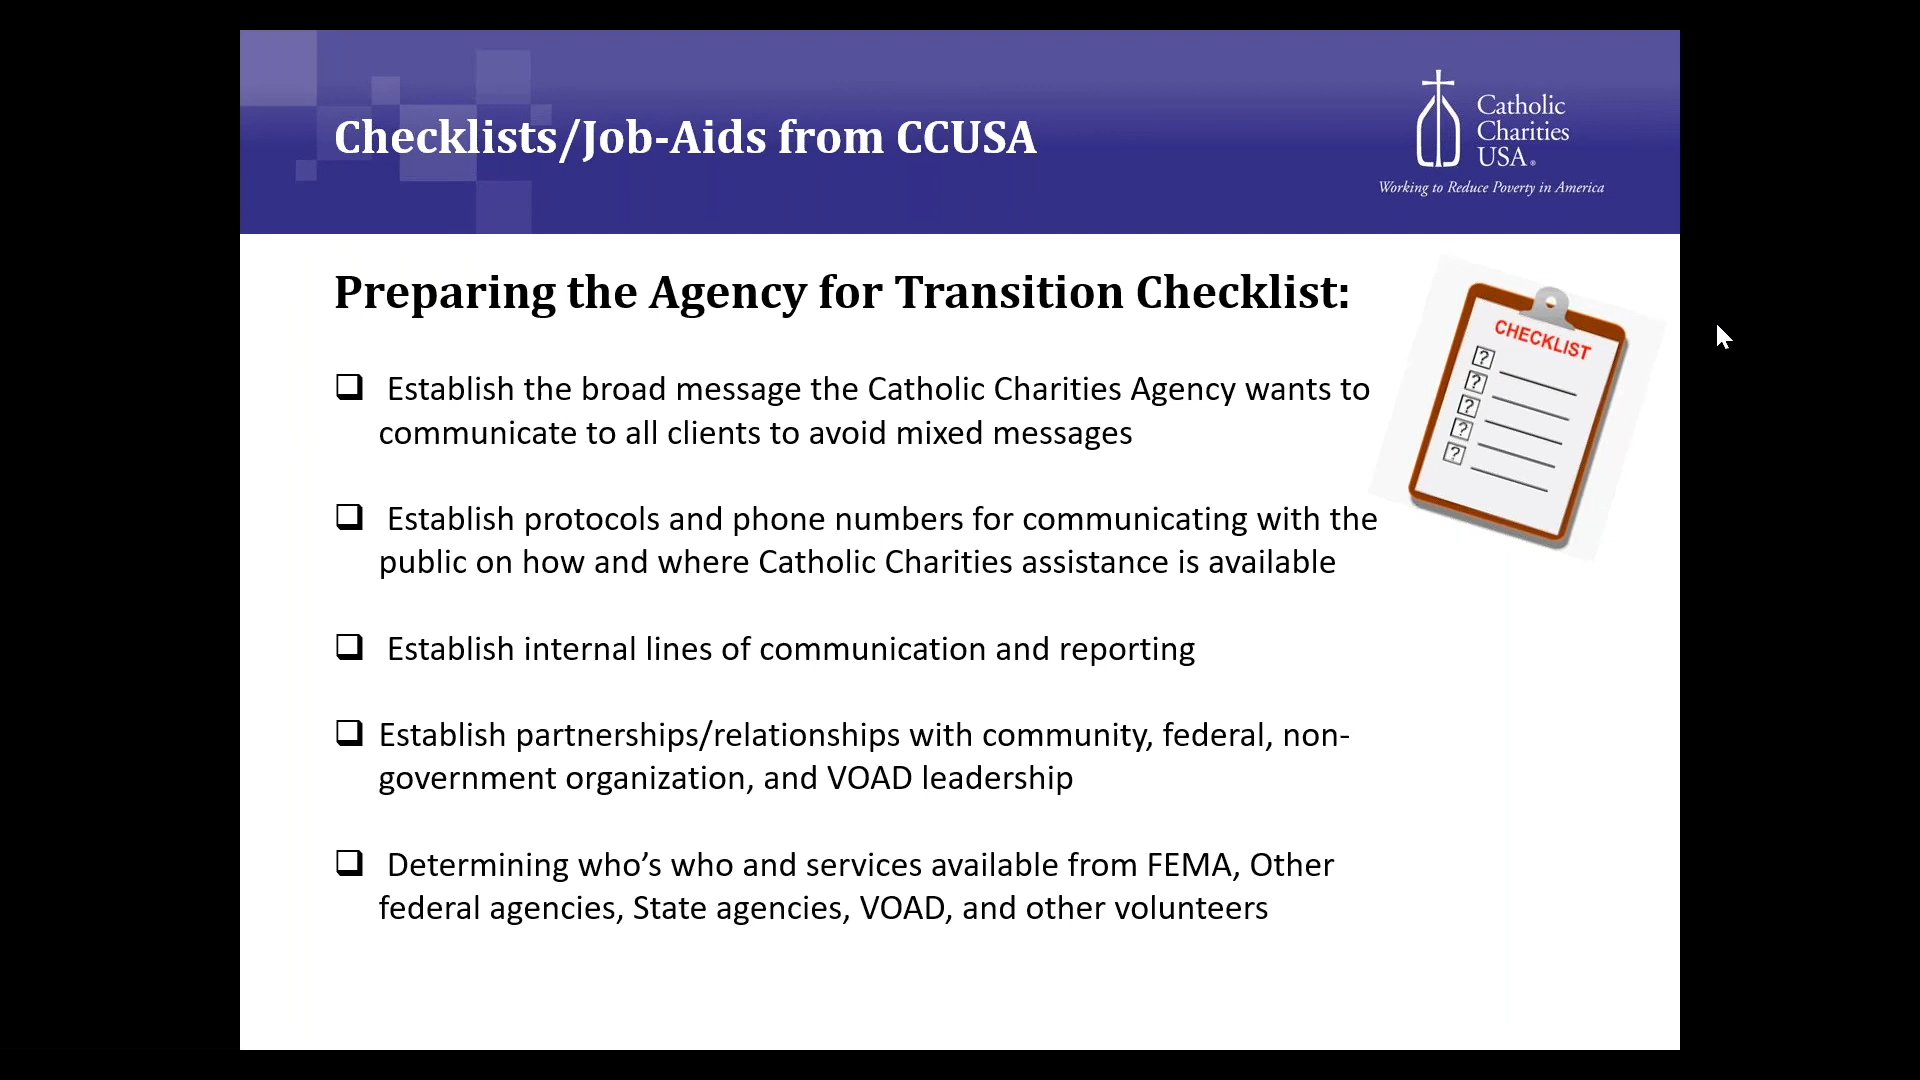 Checklists/Job-Aids from CCUSA
Catholic
Charities
USA®
Working to Reduce Poverty in America
Preparing the Agency for Transition Checklist:
CHECKLIST
?
?
?
?
?
❑ Establish the broad message the Catholic Charities Agency wants to
communicate to all clients to avoid mixed messages
❑ Establish protocols and phone numbers for communicating with the
public on how and where Catholic Charities assistance is available
❑ Establish internal lines of communication and reporting
❑ Establish partnerships/relationships with community, federal, non-
government organization, and VOAD leadership
❑ Determining who’s who and services available from FEMA, Other
federal agencies, State agencies, VOAD, and other volunteers